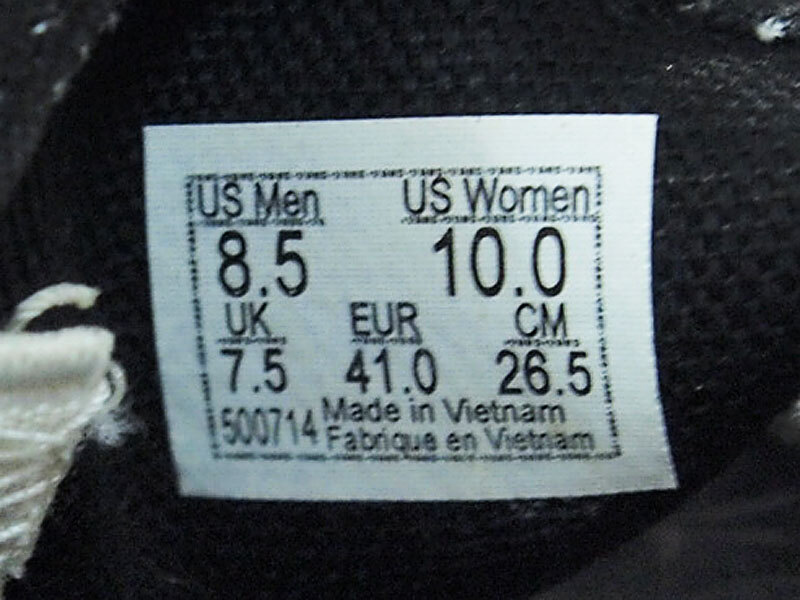 US Men US Women
8.5 10.0
UK EUR CM
7.5 41.0 26.5
500714 Made in Vietnam
Fabrique en Vietnam